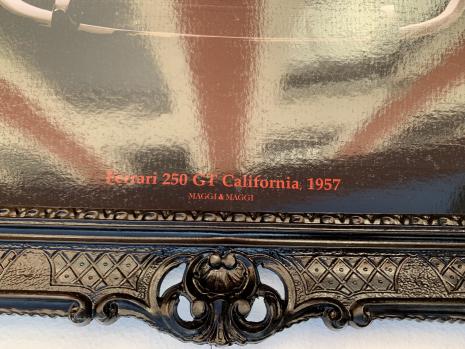 Ferrari 250 GT California, 1957
MAGGI & MAGGI